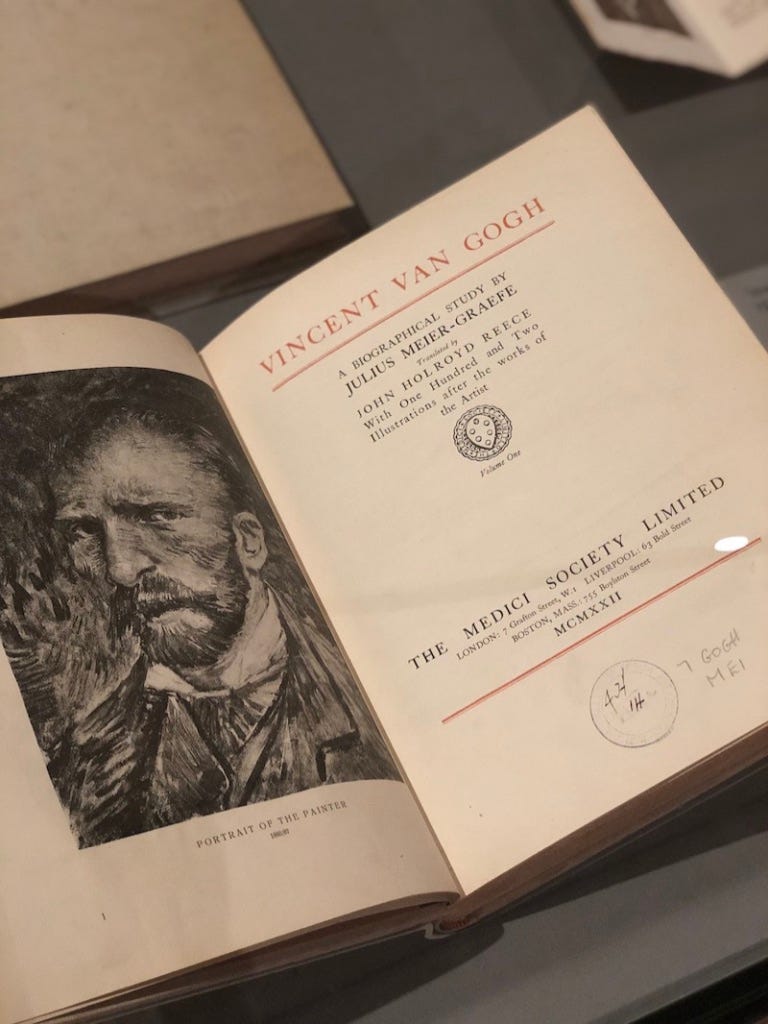 PORTRAIT OF THE PAINTER
VINCENT VAN GOGH
A BIOGRAPHICAL STUDY BY
JULIUS MEIER-GRAEFE
Translated by
JOHN HOLROYD REECE
With One Hundred and Two
Illustrations after the works of
the Artist
Volume One
THE MEDICI SOCIETY LIMITED
LONDON: 7 Grafton Street, W.1 LIVERPOOL: 63 Bold Street
BOSTON, MASS.: 755 Boylston Street
MCMXXII
7 GOGH
MEI